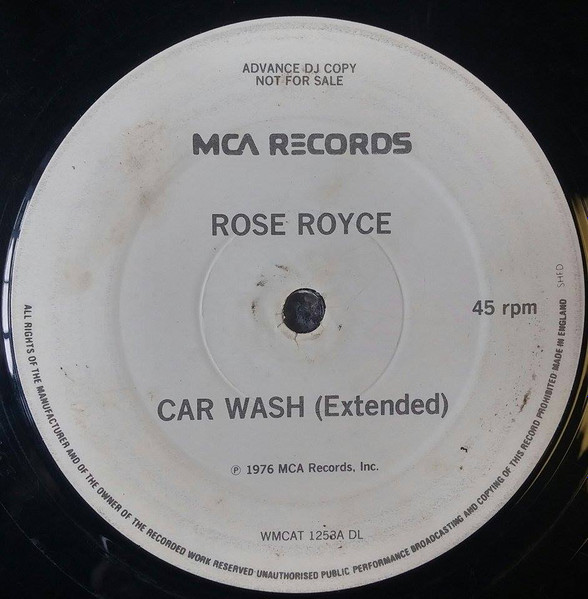 ADVANCE DJ COPY
NOT FOR SALE
MCA RECORDS
ROSE ROYCE
SHFD
45 rpm
CAR WASH (Extended)
℗ 1976 MCA Records, Inc.
WMCAT 1253A DL
ALL RIGHTS OF THE MANUFACTURER AND OF THE OWNER OF THE RECORDED WORK RESERVED UNAUTHORISED PUBLIC PERFORMANCE BROADCASTING AND COPYING OF THIS RECORD PROHIBITED MADE IN ENGLAND